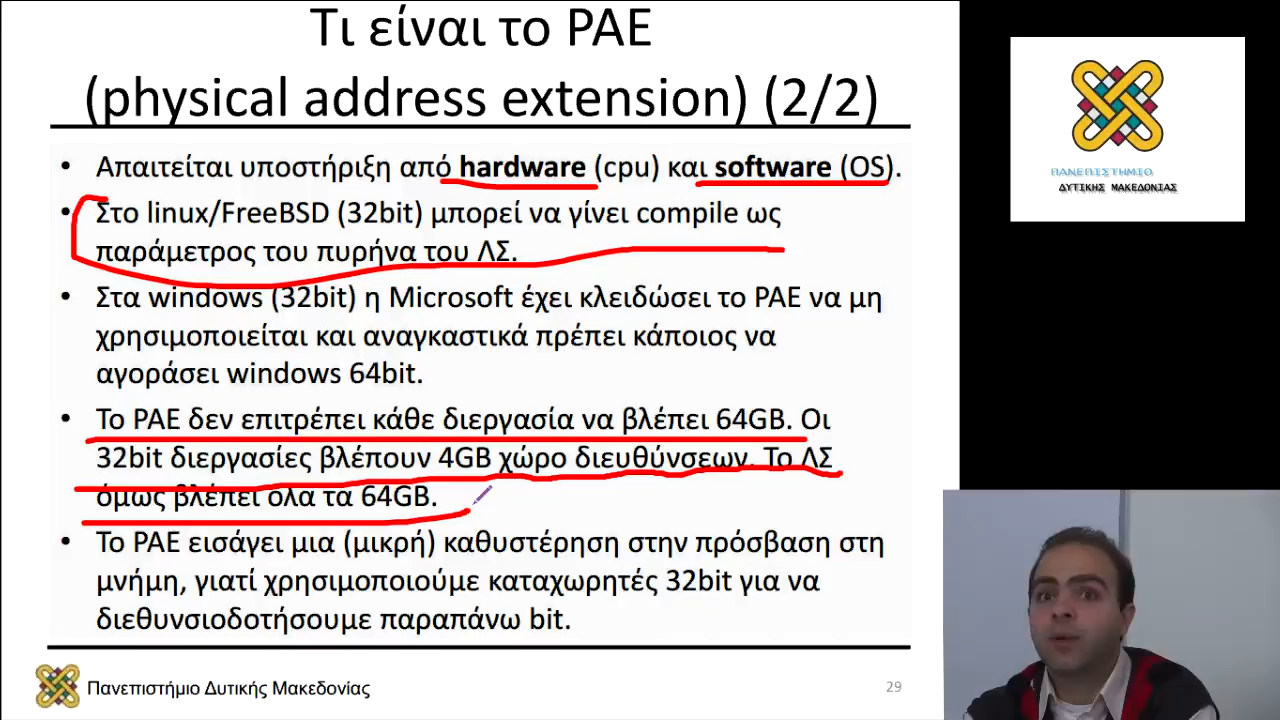 Τι είναι το PAE
(physical address extension) (2/2)
• Απαιτείται υποστήριξη από hardware (cpu) και software (OS).
• Στο linux/FreeBSD (32bit) μπορεί να γίνει compile ως
παράμετρος του πυρήνα του ΛΣ.
• Στα windows (32bit) η Microsoft έχει κλειδώσει το PAE να μη
χρησιμοποιείται και αναγκαστικά πρέπει κάποιος να
αγοράσει windows 64bit.
• Το PAE δεν επιτρέπει κάθε διεργασία να βλέπει 64GB. Οι
32bit διεργασίες βλέπουν 4GB χώρο διευθύνσεων. Το ΛΣ
όμως βλέπει όλα τα 64GB.
• Το PAE εισάγει μια (μικρή) καθυστέρηση στην πρόσβαση στη
μνήμη, γιατί χρησιμοποιούμε καταχωρητές 32bit για να
διεθυνσιοδοτήσουμε παραπάνω bit.
Πανεπιστήμιο Δυτικής Μακεδονίας
29
ΠΑΝΕΠΙΣΤΗΜΙΟ
ΔΥΤΙΚΗΣ ΜΑΚΕΔΟΝΙΑΣ